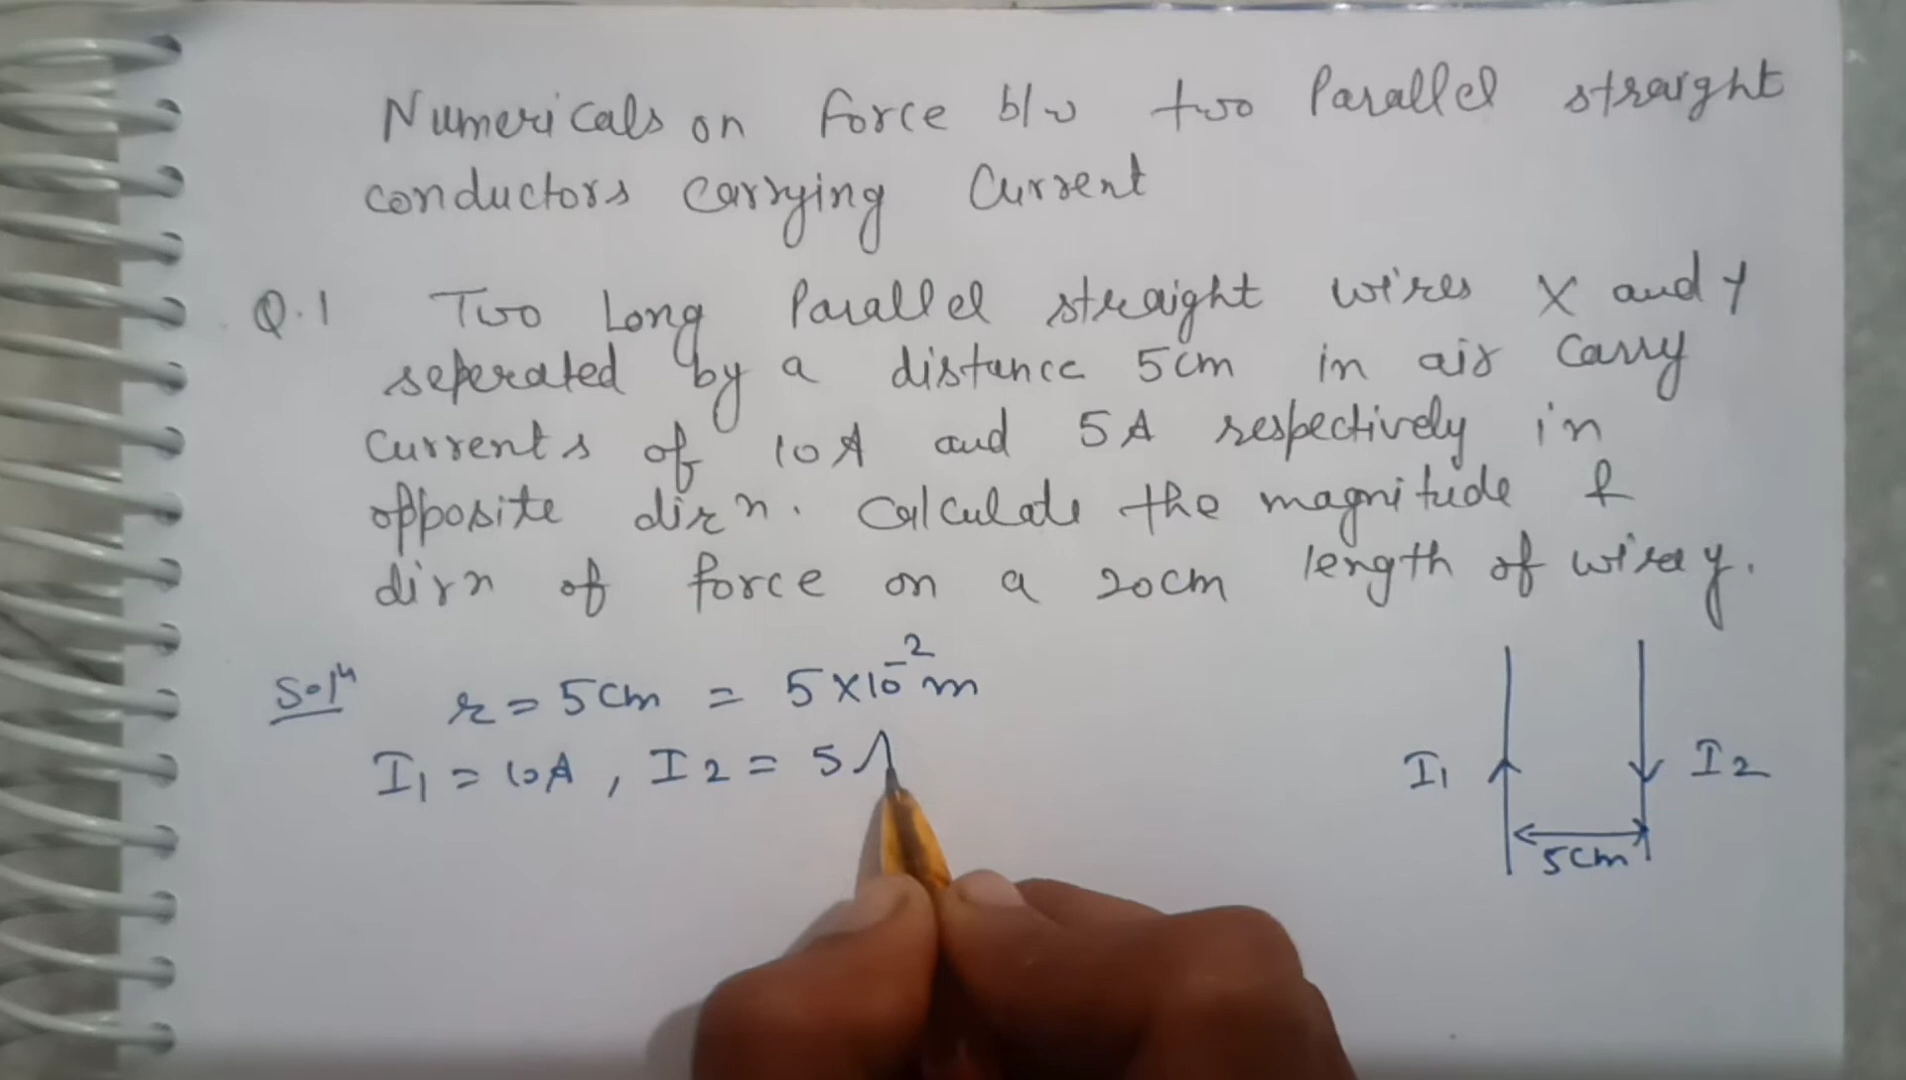 Numericals on force b/w two Parallel straight
conductors carrying Current
Q.1 Two Long Parallel straight wires X and Y
seperated by a distance 5cm in air carry
Currents of 10A and 5A respectively in
opposite dirn. Calculate the magnitude &
dirn of force on a 20cm length of wire y.
Solⁿ r = 5cm = 5×10⁻² m
I₁ = 10A, I₂ = 5A
I₁ I₂
5cm